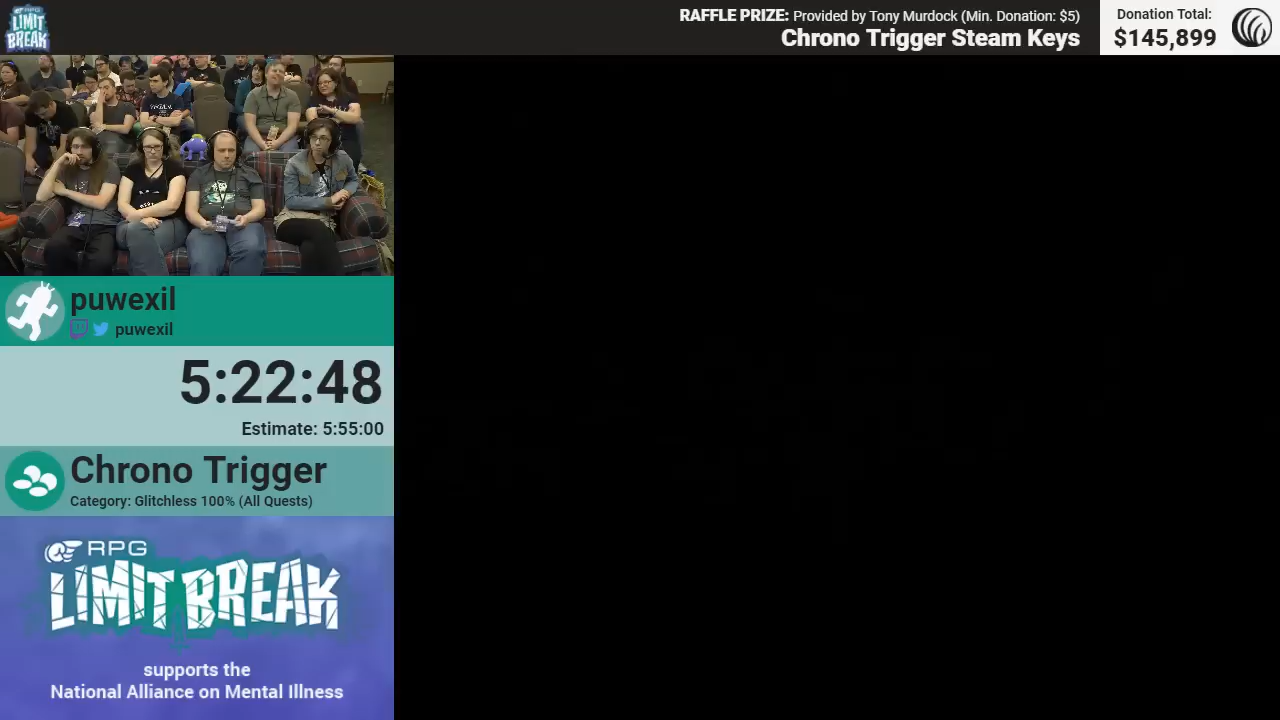 RPG
LIMIT
BREAK
RAFFLE PRIZE: Provided by Tony Murdock (Min. Donation: $5)
Chrono Trigger Steam Keys
Donation Total:
$145,899
puwexil
puwexil
5:22:48
Estimate: 5:55:00
Chrono Trigger
Category: Glitchless 100% (All Quests)
RPG
LIMIT BREAK
supports the
National Alliance on Mental Illness